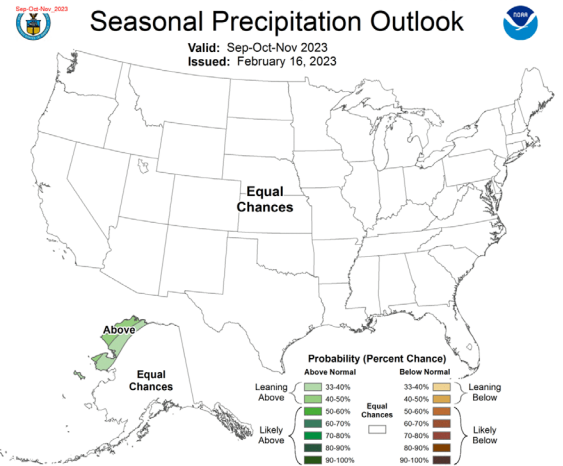 Sep-Oct-Nov_2023
Seasonal Precipitation Outlook
NOAA
Valid: Sep-Oct-Nov 2023
Issued: February 16, 2023
Equal
Chances
Above
Equal
Chances
Probability (Percent Chance)
Above Normal
Below Normal
Leaning
Above
33-40%
40-50%
Likely
Above
50-60%
60-70%
70-80%
80-90%
90-100%
Equal
Chances
33-40%
40-50%
Leaning
Below
50-60%
60-70%
70-80%
80-90%
90-100%
Likely
Below